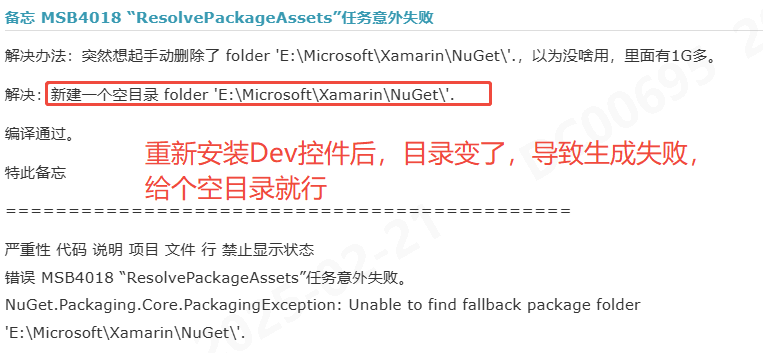 备忘 MSB4018 “ResolvePackageAssets”任务意外失败
解决办法：突然想起手动删除了 folder 'E:\Microsoft\Xamarin\NuGet\'.，以为没啥用，里面有1G多。
解决：新建一个空目录 folder 'E:\Microsoft\Xamarin\NuGet\'.
编译通过。
重新安装Dev控件后，目录变了，导致生成失败，
给个空目录就行
特此备忘
=============================================
严重性 代码 说明 项目 文件 行 禁止显示状态
错误 MSB4018 “ResolvePackageAssets”任务意外失败。
NuGet.Packaging.Core.PackagingException: Unable to find fallback package folder
'E:\Microsoft\Xamarin\NuGet\'.